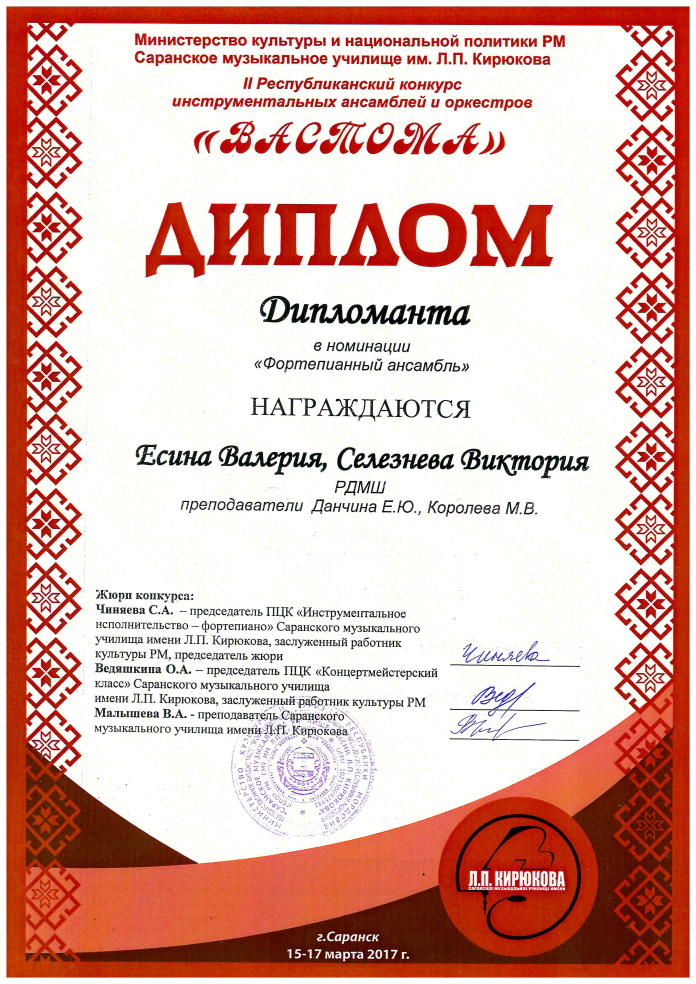 Министерство культуры и национальной политики РМ
Саранское музыкальное училище им. Л.П. Кирюкова
II Республиканский конкурс
инструментальных ансамблей и оркестров
«ВАСТОМА»
ДИПЛОМ
Дипломанта
в номинации
«Фортепианный ансамбль»
НАГРАЖДАЮТСЯ
Есина Валерия, Селезнева Виктория
РДМШ
преподаватели Данчина Е.Ю., Королева М.В.
Жюри конкурса:
Чиняева С.А. – председатель ПЦК «Инструментальное
исполнительство – фортепиано» Саранского музыкального
училища имени Л.П. Кирюкова, заслуженный работник
культуры РМ, председатель жюри
Чиняева
Ведяшкина О.А. – председатель ПЦК «Концертмейстерский
класс» Саранского музыкального училища
имени Л.П. Кирюкова, заслуженный работник культуры РМ
Малышева В.А. - преподаватель Саранского
музыкального училища имени Л.П. Кирюкова
Л.П. КИРЮКОВА
САРАНСКОЕ МУЗЫКАЛЬНОЕ УЧИЛИЩЕ ИМЕНИ
г.Саранск
15-17 марта 2017 г.